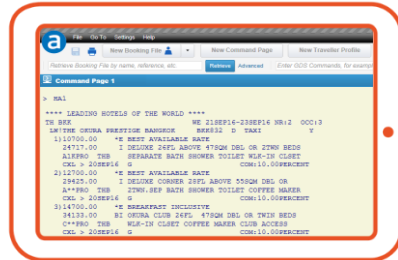 a
File Go To Settings Help
New Booking File New Command Page New Traveller Profile
Retrieve Booking File by name, reference, etc. Retrieve Advanced Enter GDS Commands, for examp
Command Page 1
> HA1
**** LEADING HOTELS OF THE WORLD ****
TH BKK WE 21SEP16-23SEP16 NR:2 OCC:3
LW!THE OKURA PRESTIGE BANGKOK BKK832 D TAXI Y
1)10700.00 *E BEST AVAILABLE RATE
24717.00 I DELUXE 26FL ABOVE 47SQM DBL OR 2TWN BEDS
A1KPRO THB SEPARATE BATH SHOWER TOILET WLK-IN CLSET
CXL > 20SEP16 G COM:10.00PERCENT
2)12700.00 *E BEST AVAILABLE RATE
29425.00 I DELUXE CORNER 26FL ABOVE 55SQM DBL OR
A**PRO THB 2TWN.SEP BATH SHOWER TOILET COFFEE MAKER
CXL > 20SEP16 G COM:10.00PERCENT
3)14700.00 *E BREAKFAST INCLUSIVE
34133.00 BI OKURA CLUB 26FL 47SQM DBL OR TWIN BEDS
C**PRO THB WLK-IN CLSET COFFEE MAKER CLUB ACCESS
CXL > 20SEP16 G COM:10.00PERCENT